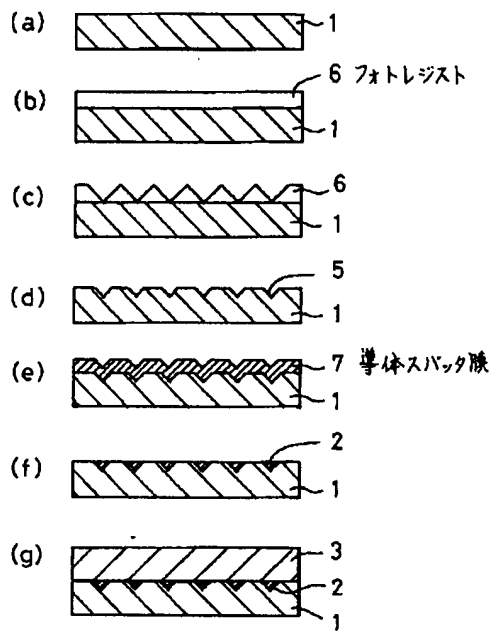 (a) 1
6 フォトレジスト
(b) 1
(c) 6
1
(d) 5
1
(e) 7 導体スパッタ膜
1
(f) 2
1
(g) 3
2
1